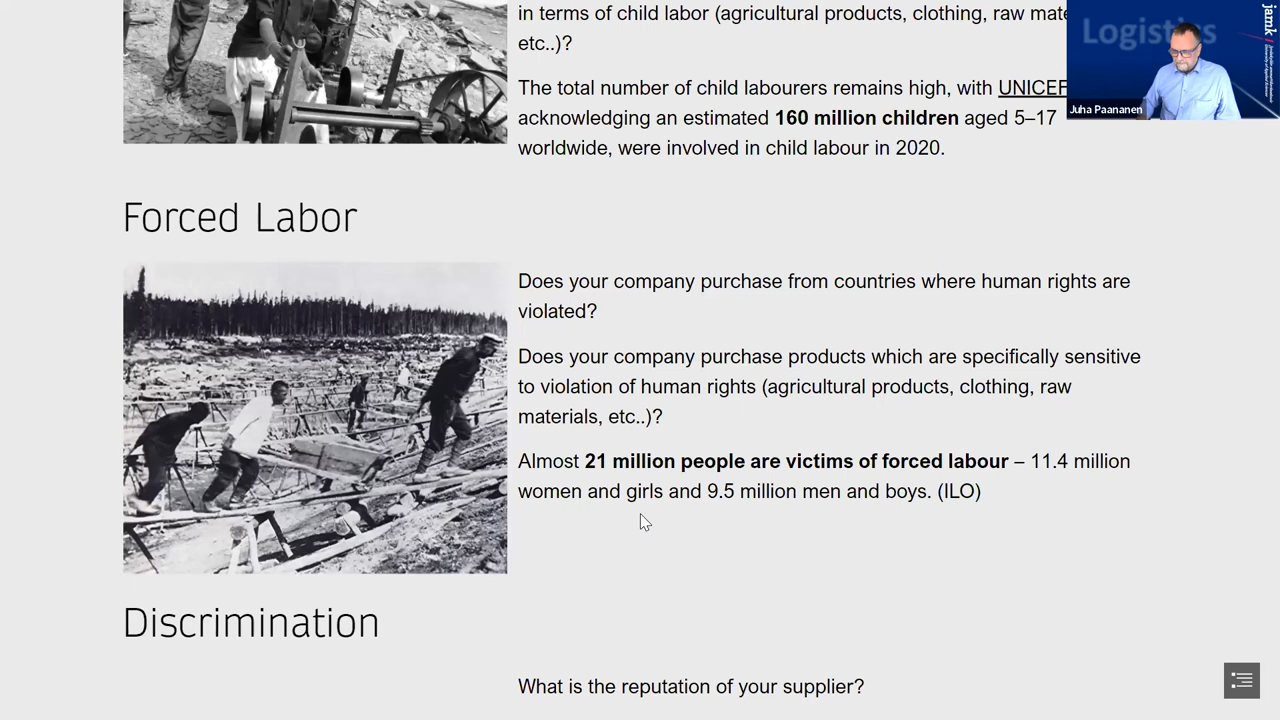 in terms of child labor (agricultural products, clothing, raw mate
etc..)?
The total number of child labourers remains high, with UNICEF
acknowledging an estimated 160 million children aged 5–17
worldwide, were involved in child labour in 2020.
Logistics
jamk
Juha Paananen
Forced Labor
Does your company purchase from countries where human rights are
violated?
Does your company purchase products which are specifically sensitive
to violation of human rights (agricultural products, clothing, raw
materials, etc..)?
Almost 21 million people are victims of forced labour – 11.4 million
women and girls and 9.5 million men and boys. (ILO)
Discrimination
What is the reputation of your supplier?